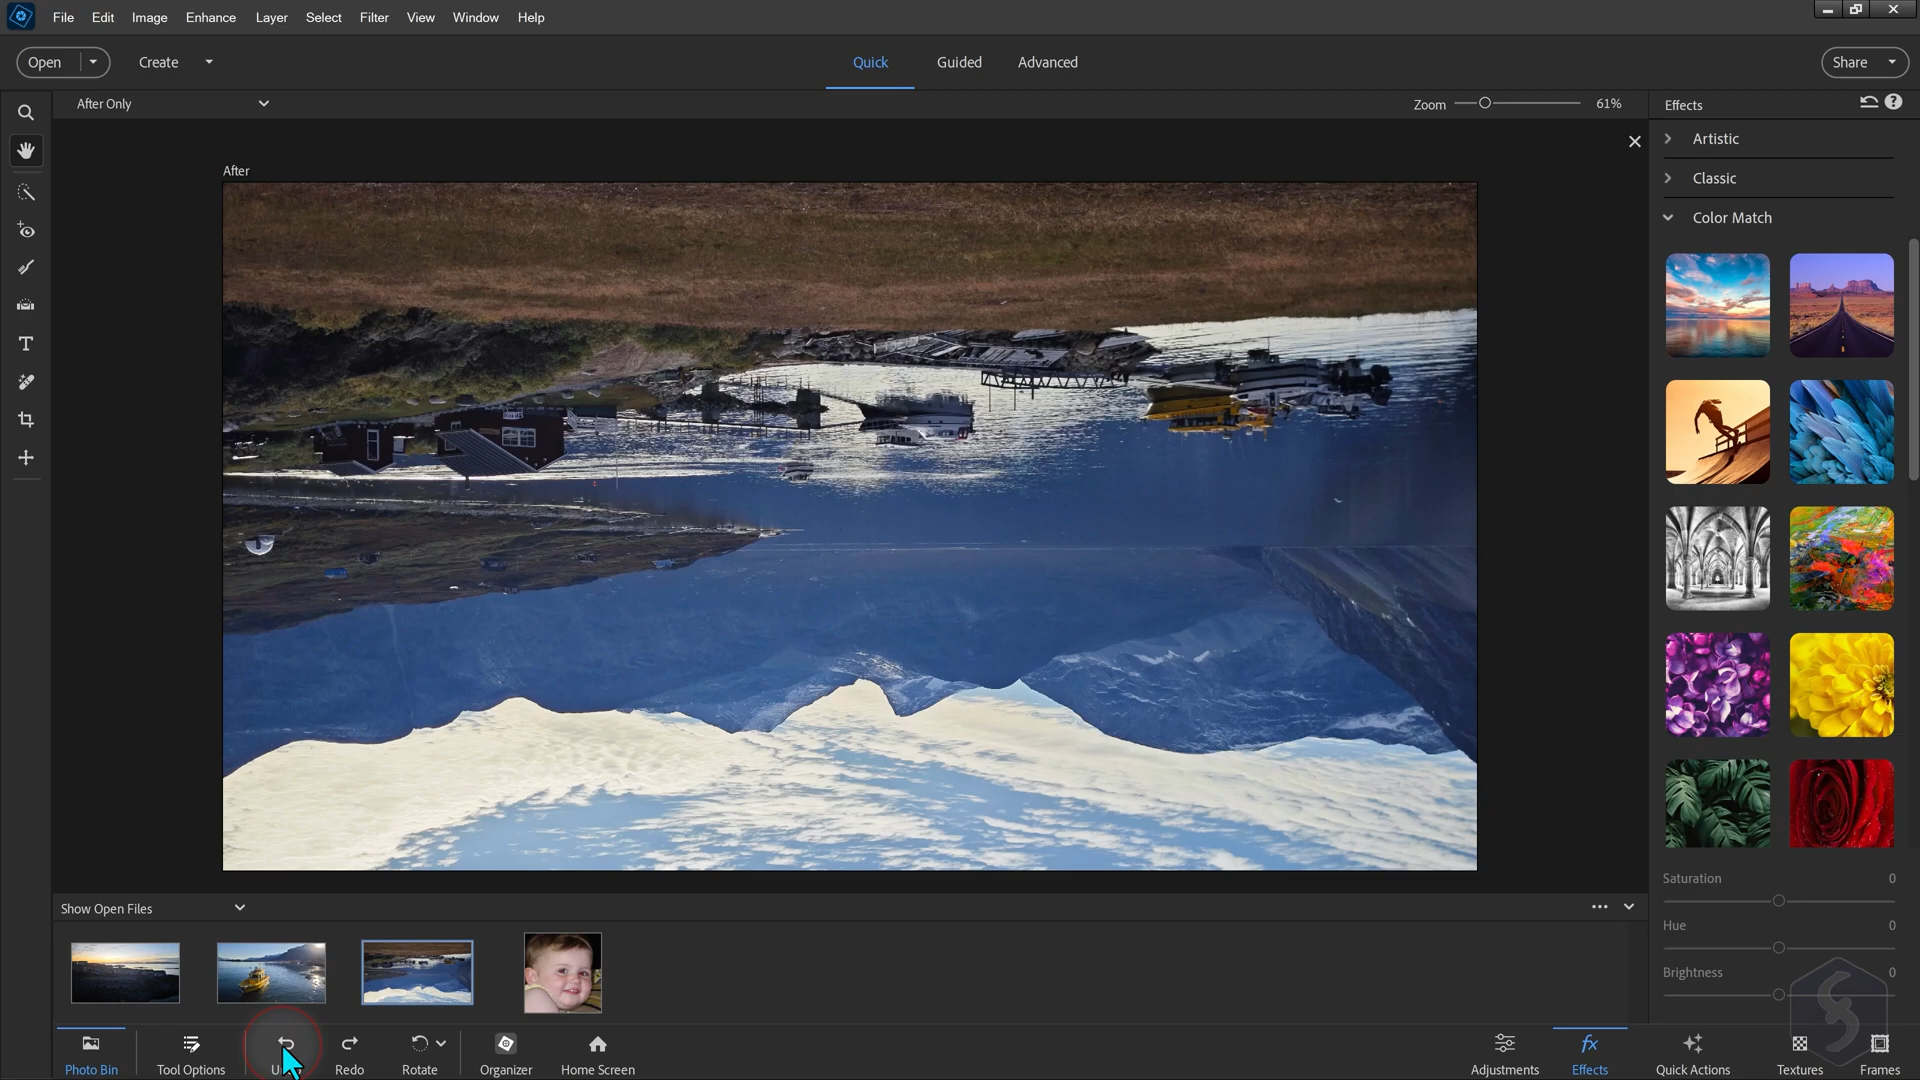 File Edit Image Enhance Layer Select Filter View Window Help
Open Create Quick Guided Advanced Share
After Only Zoom 61% Effects
After
Artistic
Classic
Color Match
Saturation 0
Hue 0
Brightness 0
Show Open Files
Photo Bin Tool Options Redo Rotate Organizer Home Screen Adjustments fx Effects Quick Actions Textures Frames